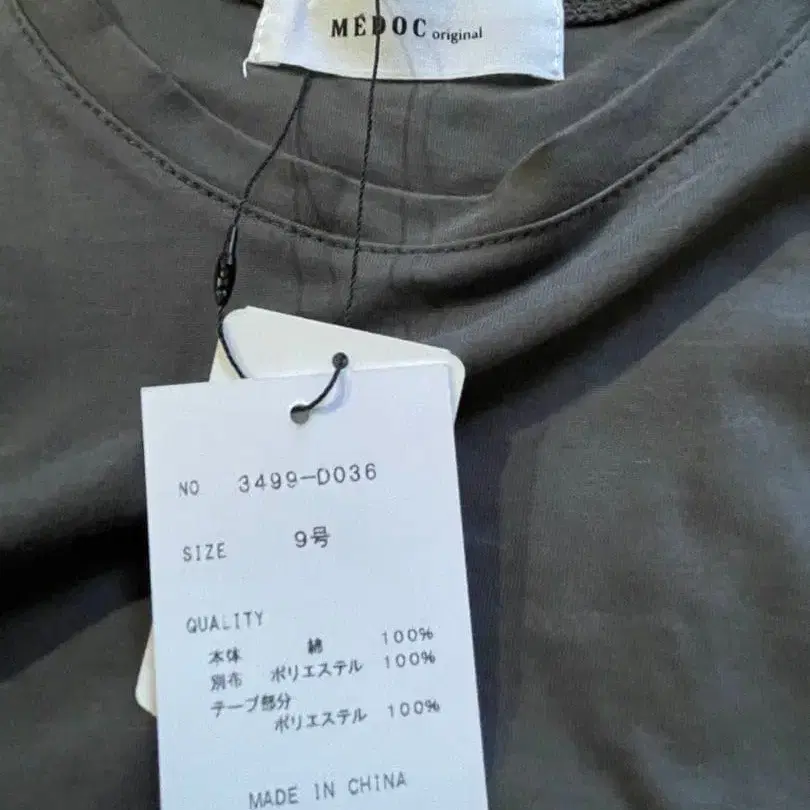 MÉDOC original
NO 3499-D036
SIZE 9号
QUALITY
本体 綿 100%
別布 ポリエステル 100%
テープ部分
ポリエステル 100%
MADE IN CHINA